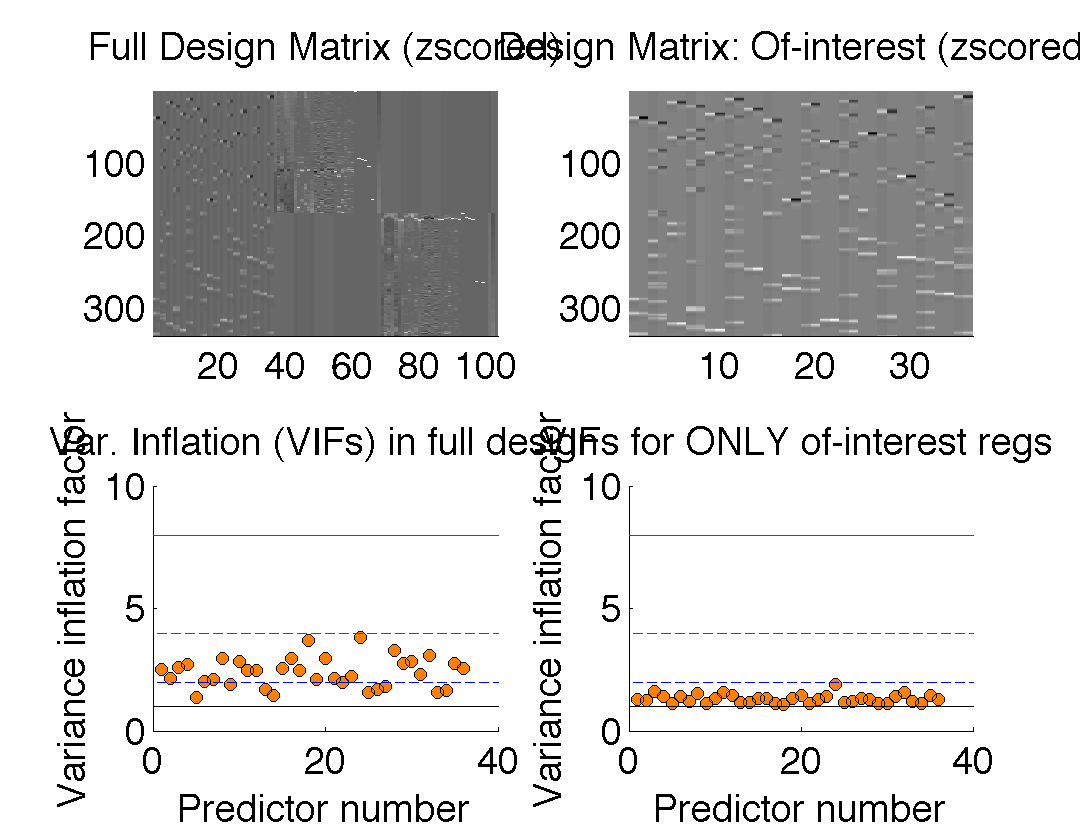 Full Design Matrix (zscored)
Design Matrix: Of-interest (zscored
100
200
300
20 40 60 80 100
100
200
300
10 20 30
Var. Inflation (VIFs) in full design
VIFs for ONLY of-interest regs
Variance inflation factor
10
5
0
0 20 40
Predictor number
Variance inflation factor
10
5
0
0 20 40
Predictor number